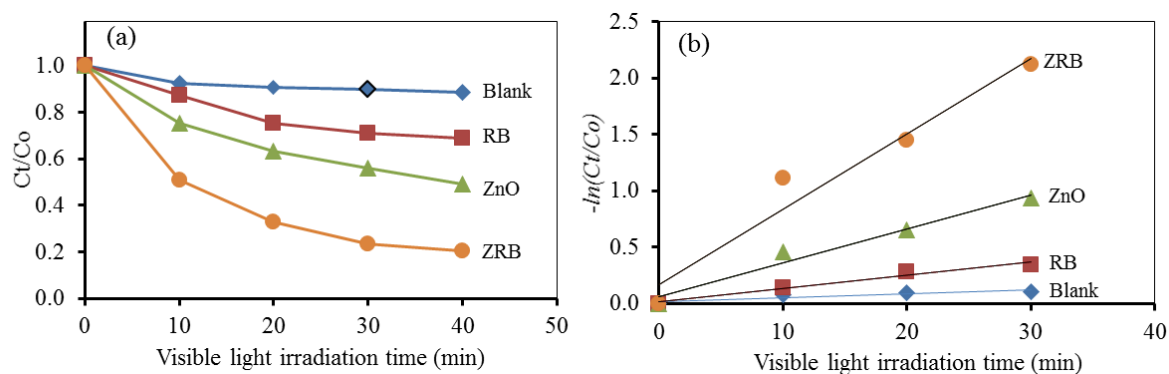 (a)
Ct/Co
1.0
0.8
0.6
0.4
0.2
0.0
0
10
20
30
40
50
Blank
RB
ZnO
ZRB
Visible light irradiation time (min)
(b)
-ln(Ct/Co)
2.5
2.0
1.5
1.0
0.5
0.0
0
10
20
30
40
ZRB
ZnO
RB
Blank
Visible light irradiation time (min)